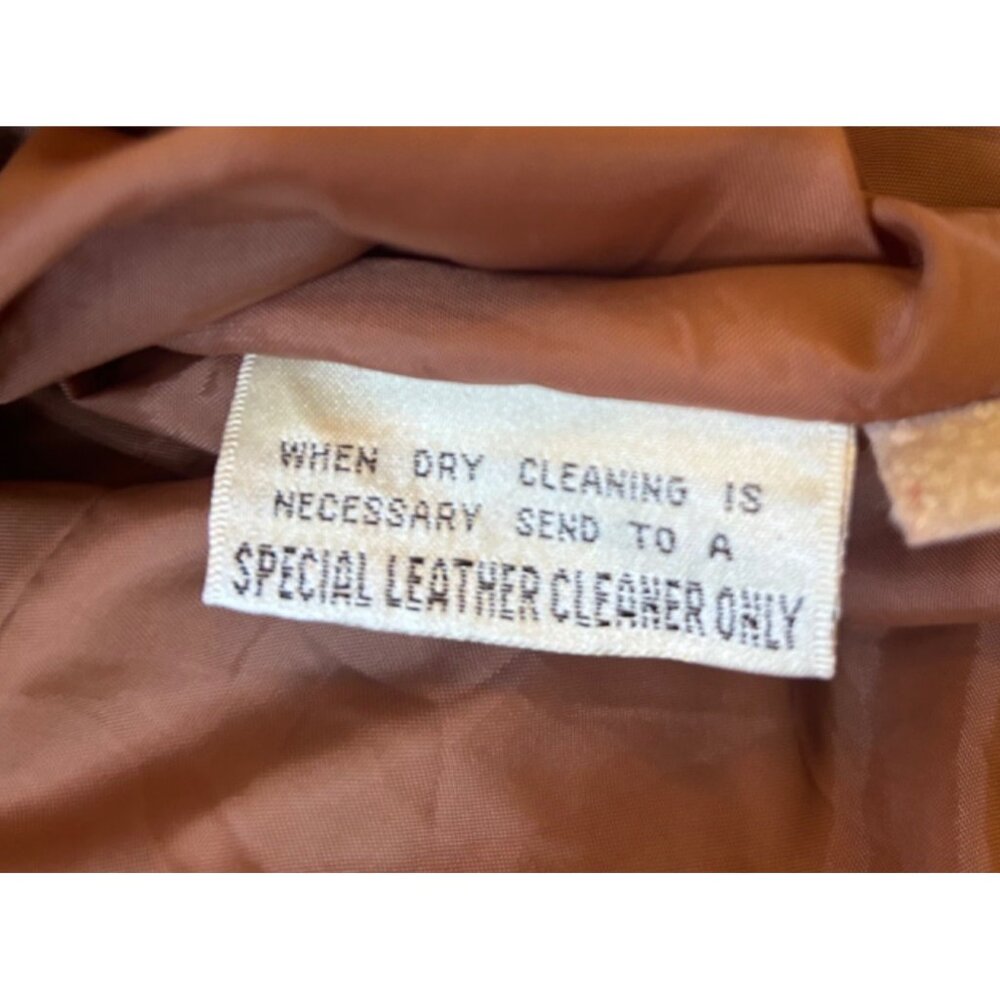 WHEN DRY CLEANING IS
NECESSARY SEND TO A
SPECIAL LEATHER CLEANER ONLY